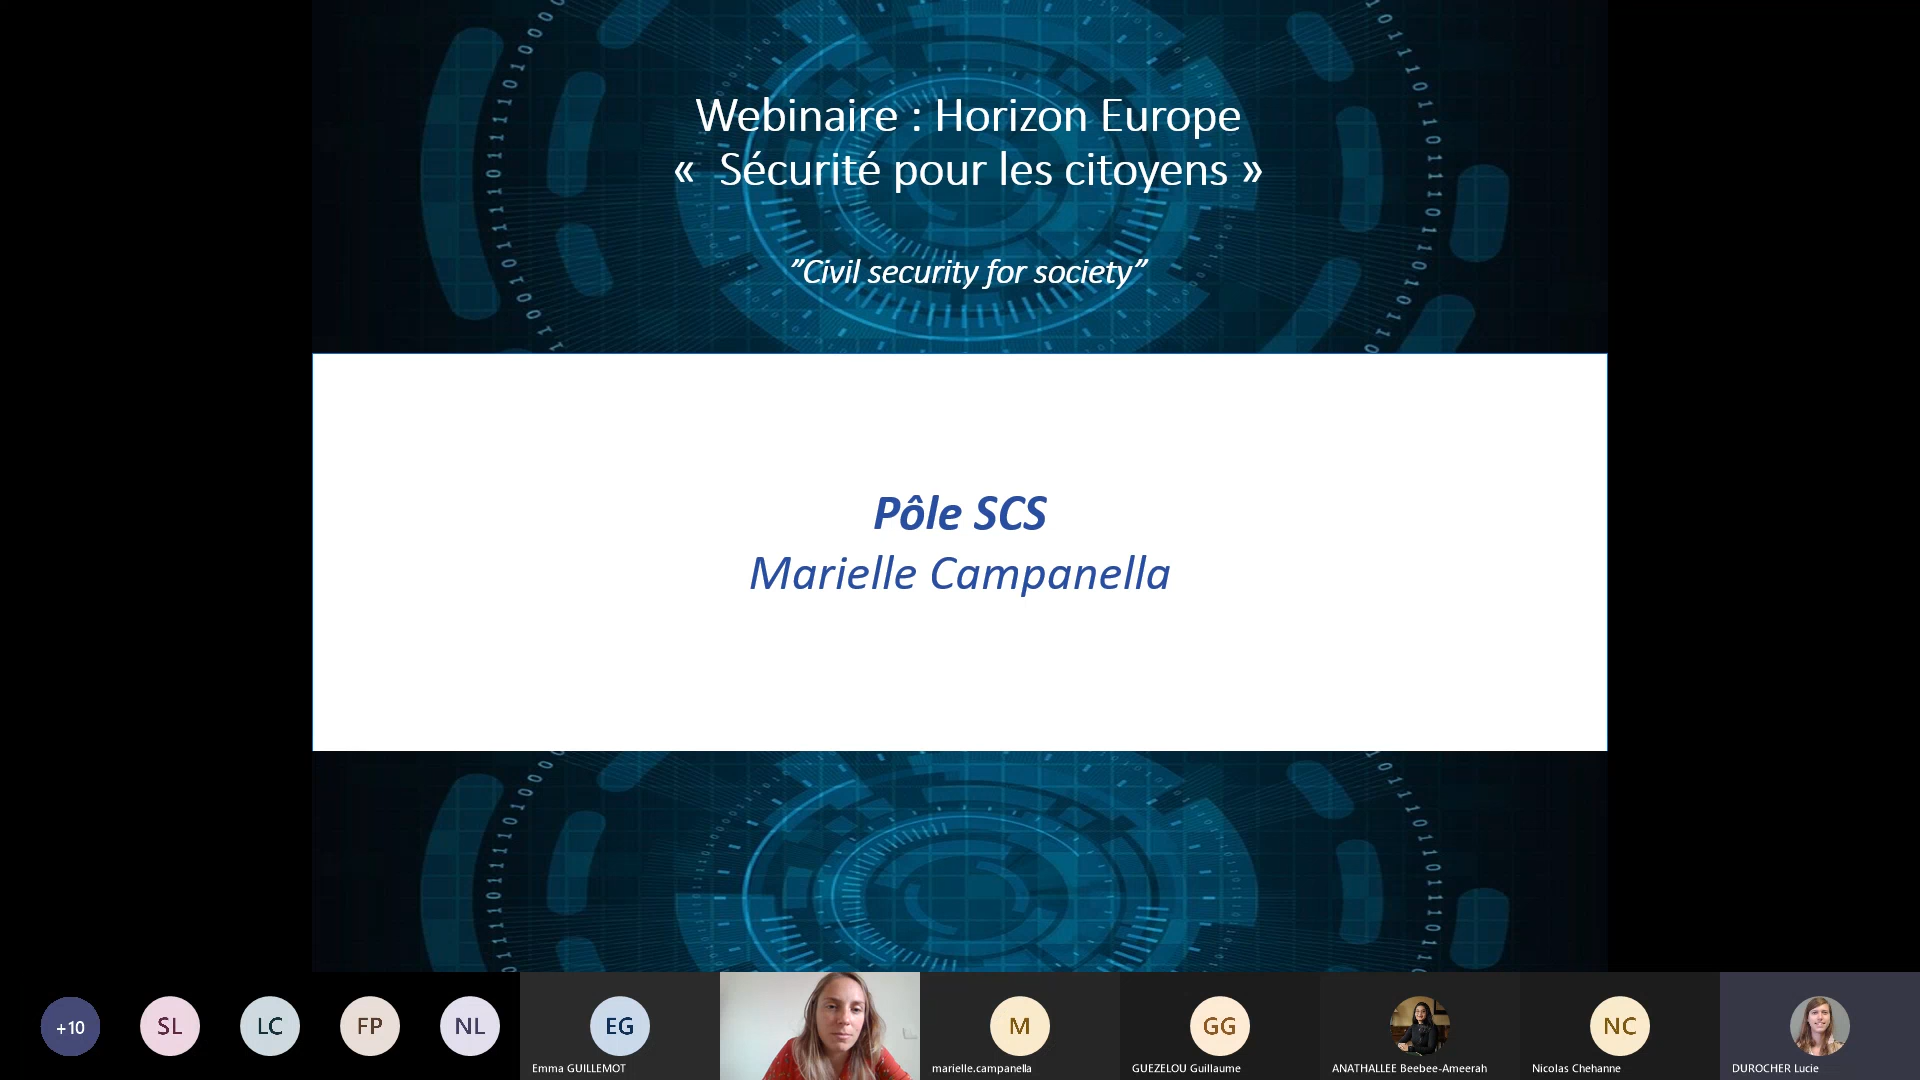 Webinaire : Horizon Europe
«  Sécurité pour les citoyens »
"Civil security for society"
Pôle SCS
Marielle Campanella
+10
SL
LC
FP
NL
EG
Emma GUILLEMOT
M
marielle.campanella
GG
GUEZELOU Guillaume
ANATHALLEE Beebee-Ameerah
NC
Nicolas Chehanne
DUROCHER Lucie